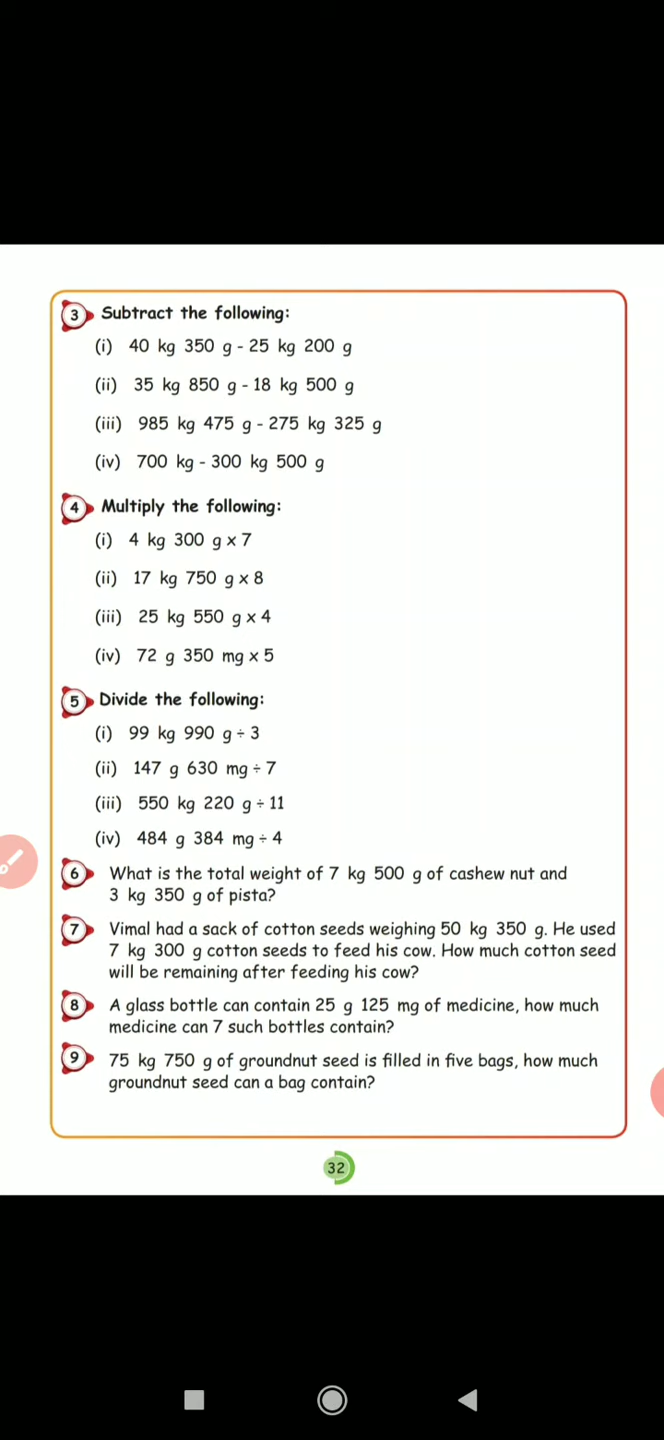 3 Subtract the following:
(i) 40 kg 350 g - 25 kg 200 g
(ii) 35 kg 850 g - 18 kg 500 g
(iii) 985 kg 475 g - 275 kg 325 g
(iv) 700 kg - 300 kg 500 g
4 Multiply the following:
(i) 4 kg 300 g x 7
(ii) 17 kg 750 g x 8
(iii) 25 kg 550 g x 4
(iv) 72 g 350 mg x 5
5 Divide the following:
(i) 99 kg 990 g ÷ 3
(ii) 147 g 630 mg ÷ 7
(iii) 550 kg 220 g ÷ 11
(iv) 484 g 384 mg ÷ 4
6 What is the total weight of 7 kg 500 g of cashew nut and
3 kg 350 g of pista?
7 Vimal had a sack of cotton seeds weighing 50 kg 350 g. He used
7 kg 300 g cotton seeds to feed his cow. How much cotton seed
will be remaining after feeding his cow?
8 A glass bottle can contain 25 g 125 mg of medicine, how much
medicine can 7 such bottles contain?
9 75 kg 750 g of groundnut seed is filled in five bags, how much
groundnut seed can a bag contain?
32